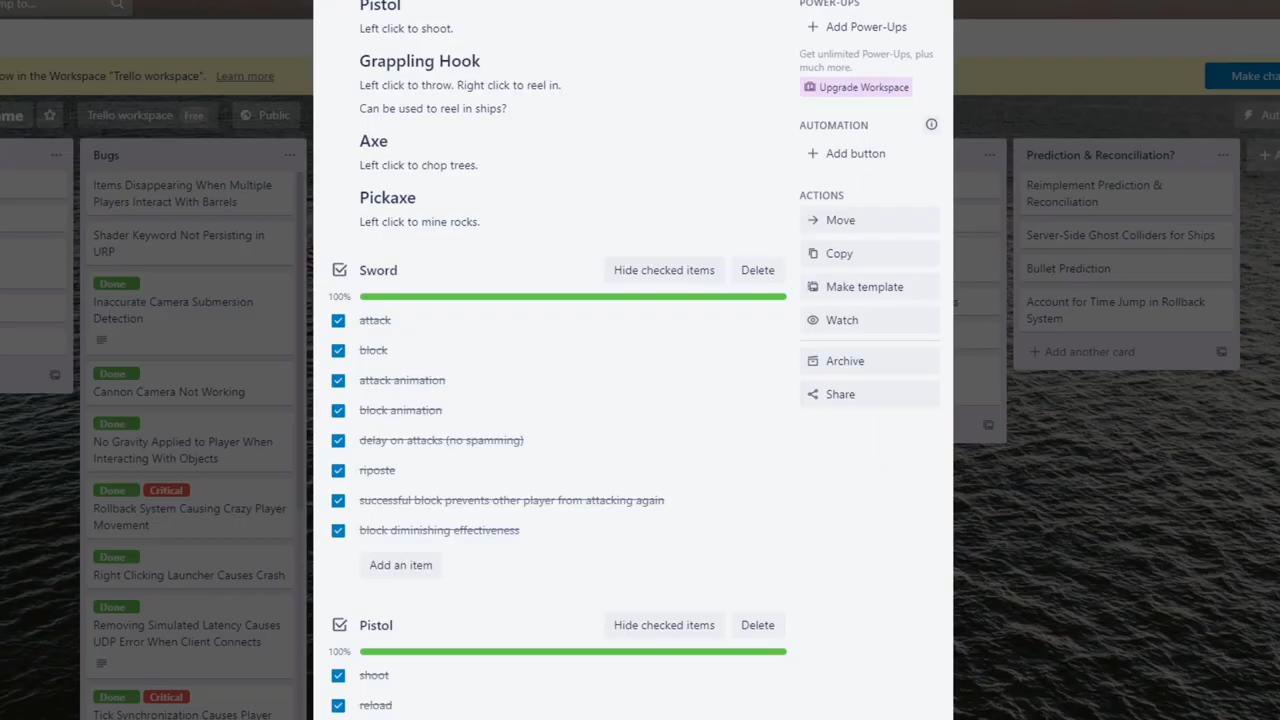 mp to...
ow in the Workspace "Trello workspace". Learn more
Make cha
me
Trello workspace Free
Public
Aut
Bugs
Items Disappearing When Multiple
Players Interact With Barrels
Shader Keyword Not Persisting in
URP
Done
Inaccurate Camera Submersion
Detection
Done
Cannon Camera Not Working
Done
No Gravity Applied to Player When
Interacting With Objects
Done Critical
Rollback System Causing Crazy Player
Movement
Done
Right Clicking Launcher Causes Crash
Done
Removing Simulated Latency Causes
UDP Error When Client Connects
Done Critical
Tick Synchronization Causes Player
Pistol
Left click to shoot.
Grappling Hook
Left click to throw. Right click to reel in.
Can be used to reel in ships?
Axe
Left click to chop trees.
Pickaxe
Left click to mine rocks.
Sword
Hide checked items
Delete
100%
attack
block
attack animation
block animation
delay on attacks (no spamming)
riposte
successful block prevents other player from attacking again
block diminishing effectiveness
Add an item
Pistol
Hide checked items
Delete
100%
shoot
reload
POWER-UPS
Add Power-Ups
Get unlimited Power-Ups, plus
much more.
Upgrade Workspace
AUTOMATION
Add button
ACTIONS
Move
Copy
Make template
Watch
Archive
Share
Prediction & Reconciliation?
Reimplement Prediction &
Reconciliation
Server-Side Ghost Colliders for Ships
Bullet Prediction
Account for Time Jump in Rollback
System
Add another card